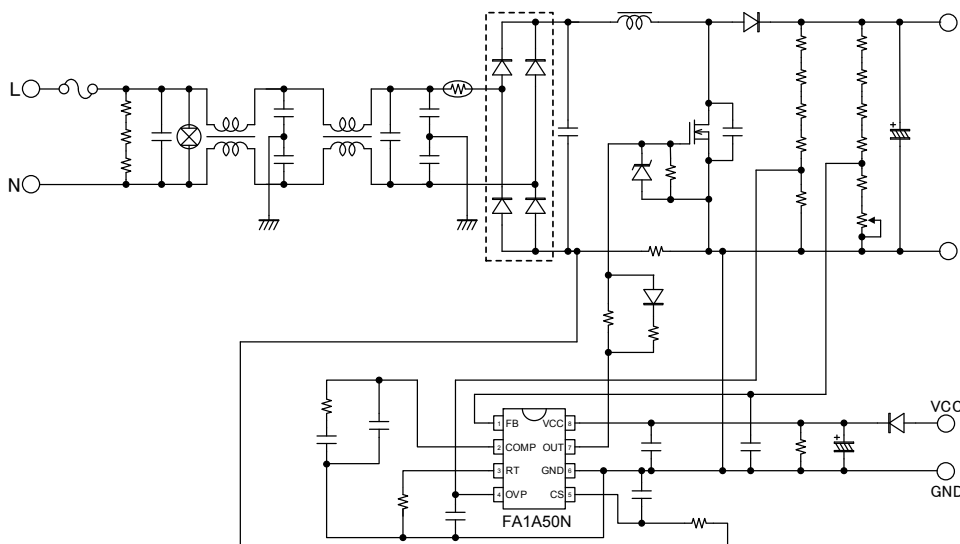 L
N
+
VCC
+
GND
1 FB VCC 8
2 COMP OUT 7
3 RT GND 6
4 OVP CS 5
FA1A50N